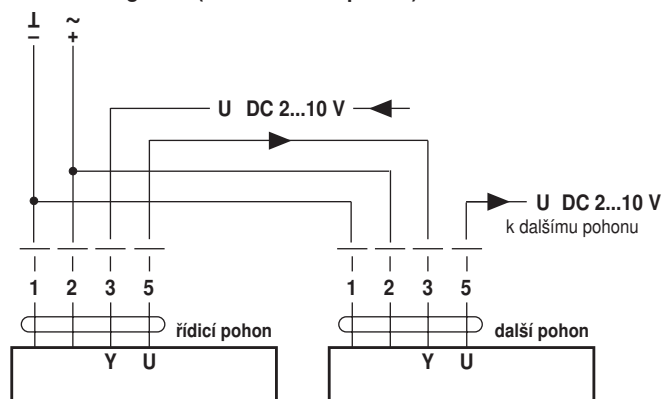 ⊥ ~
– +
U DC 2...10 V
U DC 2...10 V
k dalšímu pohonu
1 2 3 5 1 2 3 5
řídicí pohon další pohon
Y U Y U